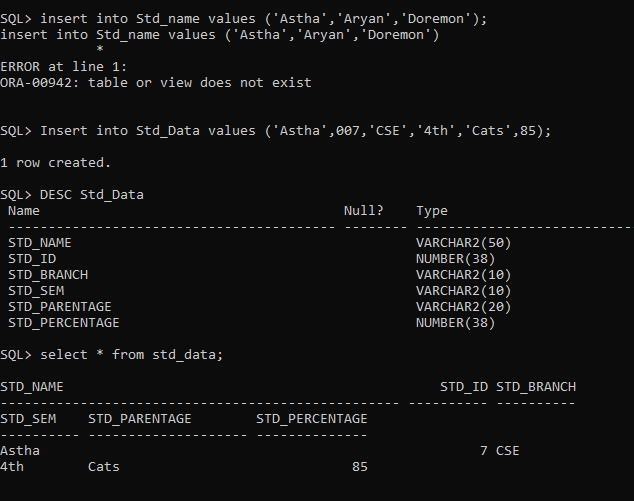 SQL> insert into Std_name values ('Astha','Aryan','Doremon');
insert into Std_name values ('Astha','Aryan','Doremon')
            *
ERROR at line 1:
ORA-00942: table or view does not exist
SQL> Insert into Std_Data values ('Astha',007,'CSE','4th','Cats',85);
1 row created.
SQL> DESC Std_Data
 Name                                      Null?    Type
 ----------------------------------------- -------- ----------------------------
 STD_NAME                                           VARCHAR2(50)
 STD_ID                                             NUMBER(38)
 STD_BRANCH                                         VARCHAR2(10)
 STD_SEM                                            VARCHAR2(10)
 STD_PARENTAGE                                      VARCHAR2(20)
 STD_PERCENTAGE                                     NUMBER(38)
SQL> select * from std_data;
STD_NAME                                               STD_ID STD_BRANCH
-------------------------------------------------- ---------- ----------
STD_SEM    STD_PARENTAGE        STD_PERCENTAGE
---------- -------------------- --------------
Astha                                                       7 CSE
4th        Cats                             85